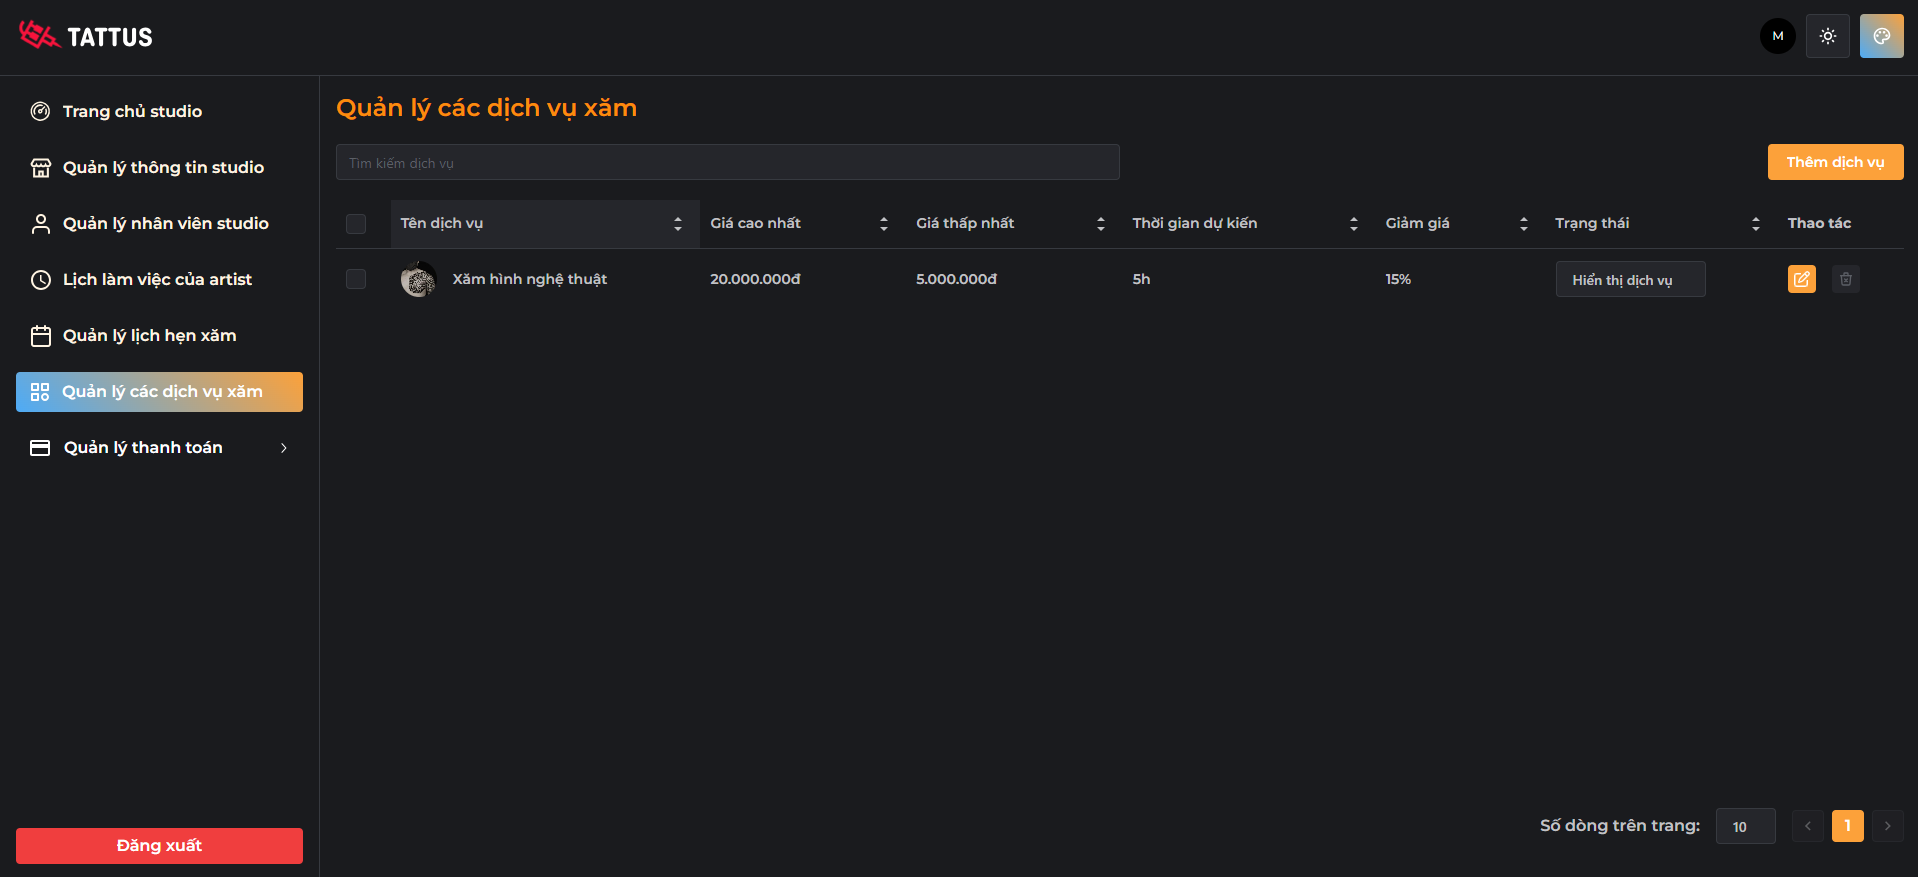 TATTUS
M
Trang chủ studio
Quản lý thông tin studio
Quản lý nhân viên studio
Lịch làm việc của artist
Quản lý lịch hẹn xăm
Quản lý các dịch vụ xăm
Quản lý thanh toán
Đăng xuất
Quản lý các dịch vụ xăm
Tìm kiếm dịch vụ
Thêm dịch vụ
Tên dịch vụ Giá cao nhất Giá thấp nhất Thời gian dự kiến Giảm giá Trạng thái Thao tác
Xăm hình nghệ thuật 20.000.000đ 5.000.000đ 5h 15% Hiển thị dịch vụ
Số dòng trên trang: 10 1